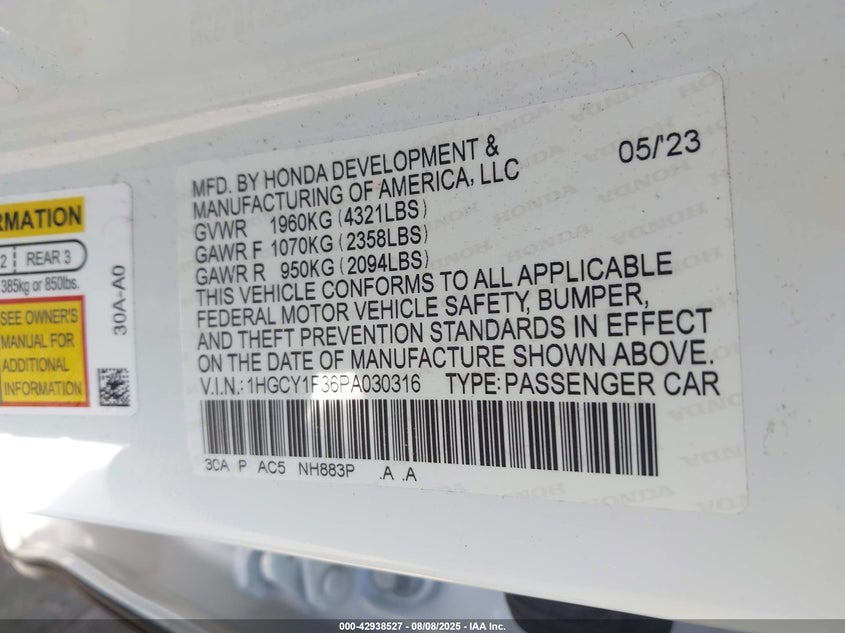 RMATION
2 REAR 3
385kg or 850lbs.
SEE OWNER'S
MANUAL FOR
ADDITIONAL
INFORMATION
30A-A0
MFD. BY HONDA DEVELOPMENT & 05/'23
MANUFACTURING OF AMERICA, LLC
GVWR 1960KG (4321LBS)
GAWR F 1070KG (2358LBS)
GAWR R 950KG (2094LBS)
THIS VEHICLE CONFORMS TO ALL APPLICABLE
FEDERAL MOTOR VEHICLE SAFETY, BUMPER,
AND THEFT PREVENTION STANDARDS IN EFFECT
ON THE DATE OF MANUFACTURE SHOWN ABOVE.
V.I.N.: 1HGCY1F36PA030316 TYPE: PASSENGER CAR
30A P AC5 NH883P .A .A
000-42938527 - 08/08/2025 - IAA Inc.